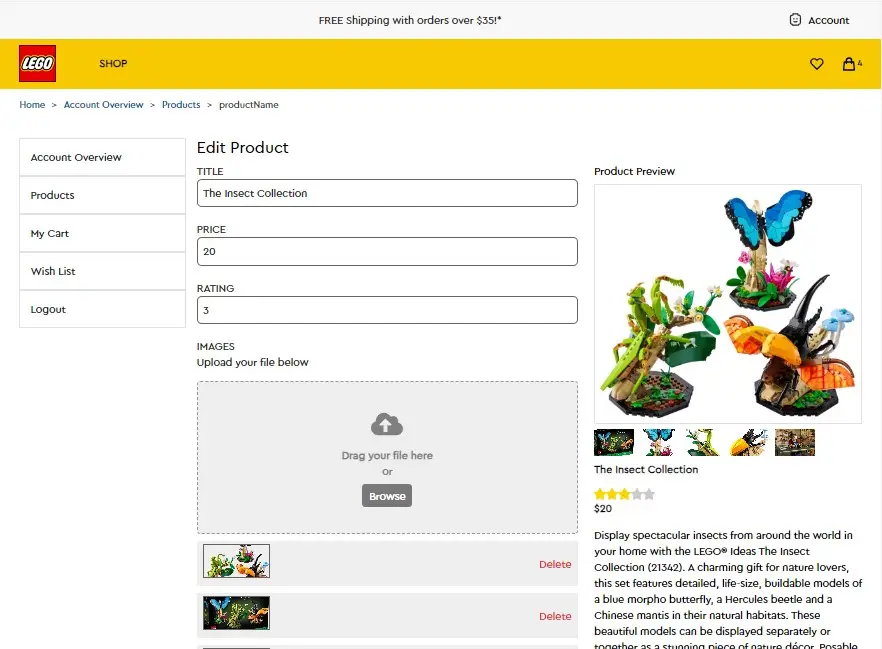 FREE Shipping with orders over $35!*
Account
LEGO
SHOP
4
Home > Account Overview > Products > productName
Account Overview
Products
My Cart
Wish List
Logout
Edit Product
TITLE
The Insect Collection
PRICE
20
RATING
3
IMAGES
Upload your file below
Drag your file here
or
Browse
Delete
Delete
Product Preview
The Insect Collection
$20
Display spectacular insects from around the world in
your home with the LEGO® Ideas The Insect
Collection (21342). A charming gift for nature lovers,
this set features detailed, life-size, buildable models of
a blue morpho butterfly, a Hercules beetle and a
Chinese mantis in their natural habitats. These
beautiful models can be displayed separately or
together as a stunning piece of nature décor. Posable